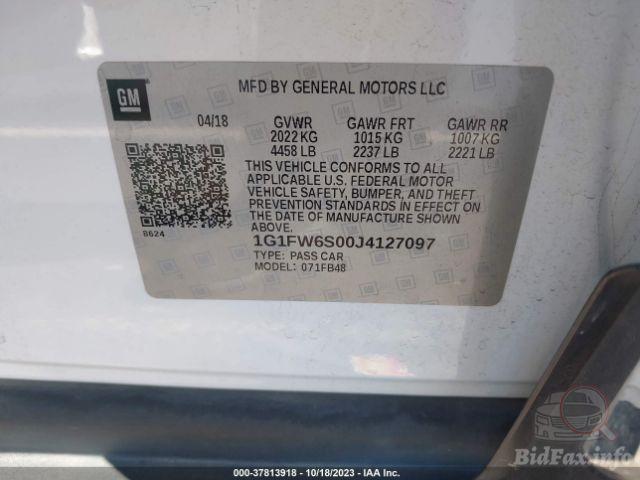 GM
MFD BY GENERAL MOTORS LLC
04/18 GVWR GAWR FRT GAWR RR
2022 KG 1015 KG 1007 KG
4458 LB 2237 LB 2221 LB
THIS VEHICLE CONFORMS TO ALL
APPLICABLE U.S. FEDERAL MOTOR
VEHICLE SAFETY, BUMPER, AND THEFT
PREVENTION STANDARDS IN EFFECT ON
THE DATE OF MANUFACTURE SHOWN
ABOVE.
8624
1G1FW6S00J4127097
TYPE: PASS CAR
MODEL: 071FB48
BidFax.info
© 37813918 - 10/18/2023 - IAA Inc.